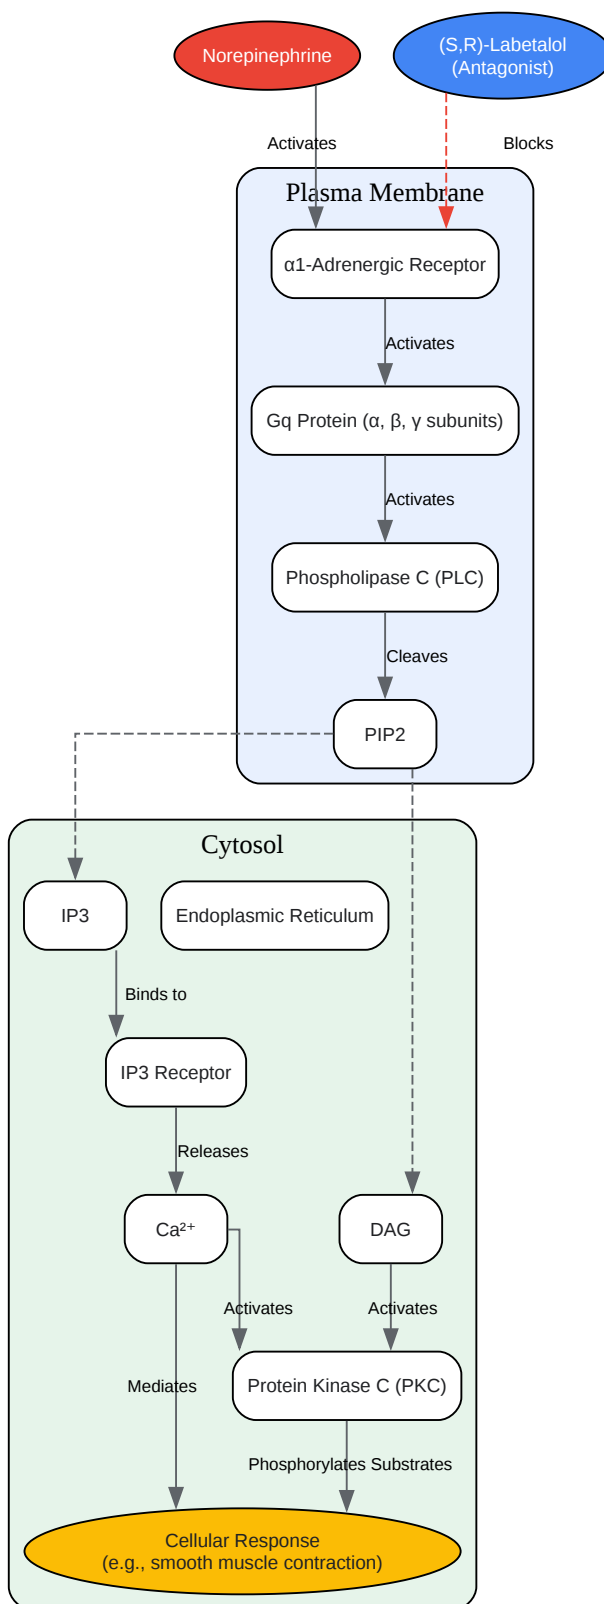 Norepinephrine
(S,R)-Labetalol
(Antagonist)
Activates
Blocks
Plasma Membrane
α1-Adrenergic Receptor
Activates
Gq Protein (α, β, γ subunits)
Activates
Phospholipase C (PLC)
Cleaves
PIP2
Cytosol
IP3
Endoplasmic Reticulum
Binds to
IP3 Receptor
Releases
Ca²⁺
DAG
Activates
Activates
Protein Kinase C (PKC)
Mediates
Phosphorylates Substrates
Cellular Response
(e.g., smooth muscle contraction)